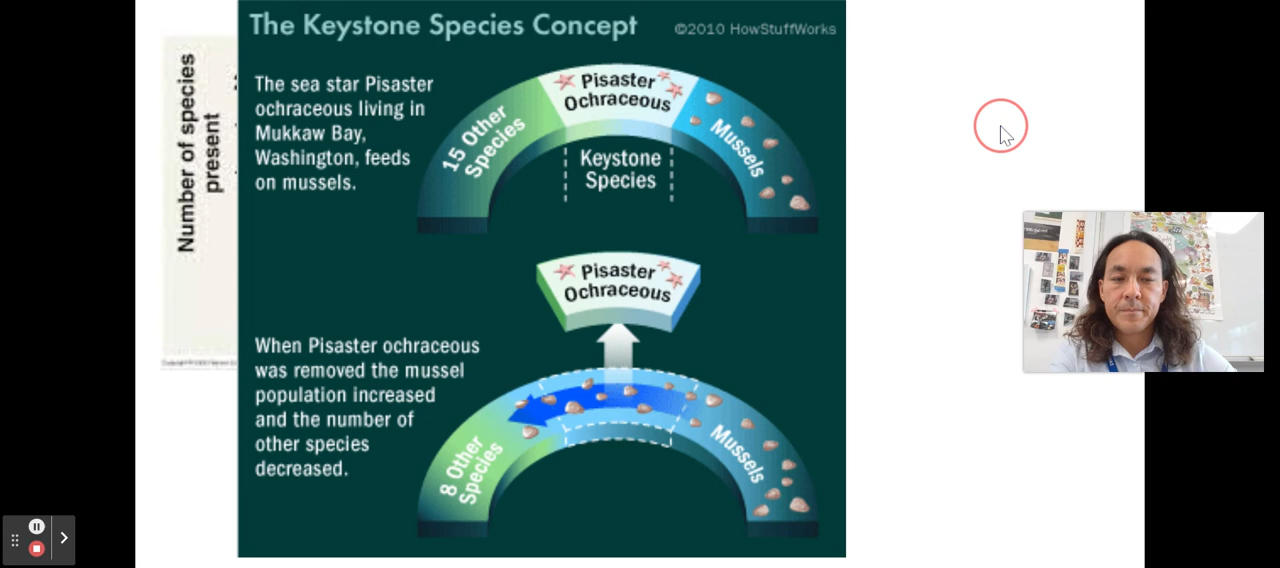 The Keystone Species Concept
©2010 HowStuffWorks
Number of species
present
The sea star Pisaster
ochraceous living in
Mukkaw Bay,
Washington, feeds
on mussels.
15 Other
Species
Pisaster
Ochraceous
Mussels
Keystone
Species
Pisaster
Ochraceous
When Pisaster ochraceous
was removed the mussel
population increased
and the number of
other species
decreased.
8 Other
Species
Mussels